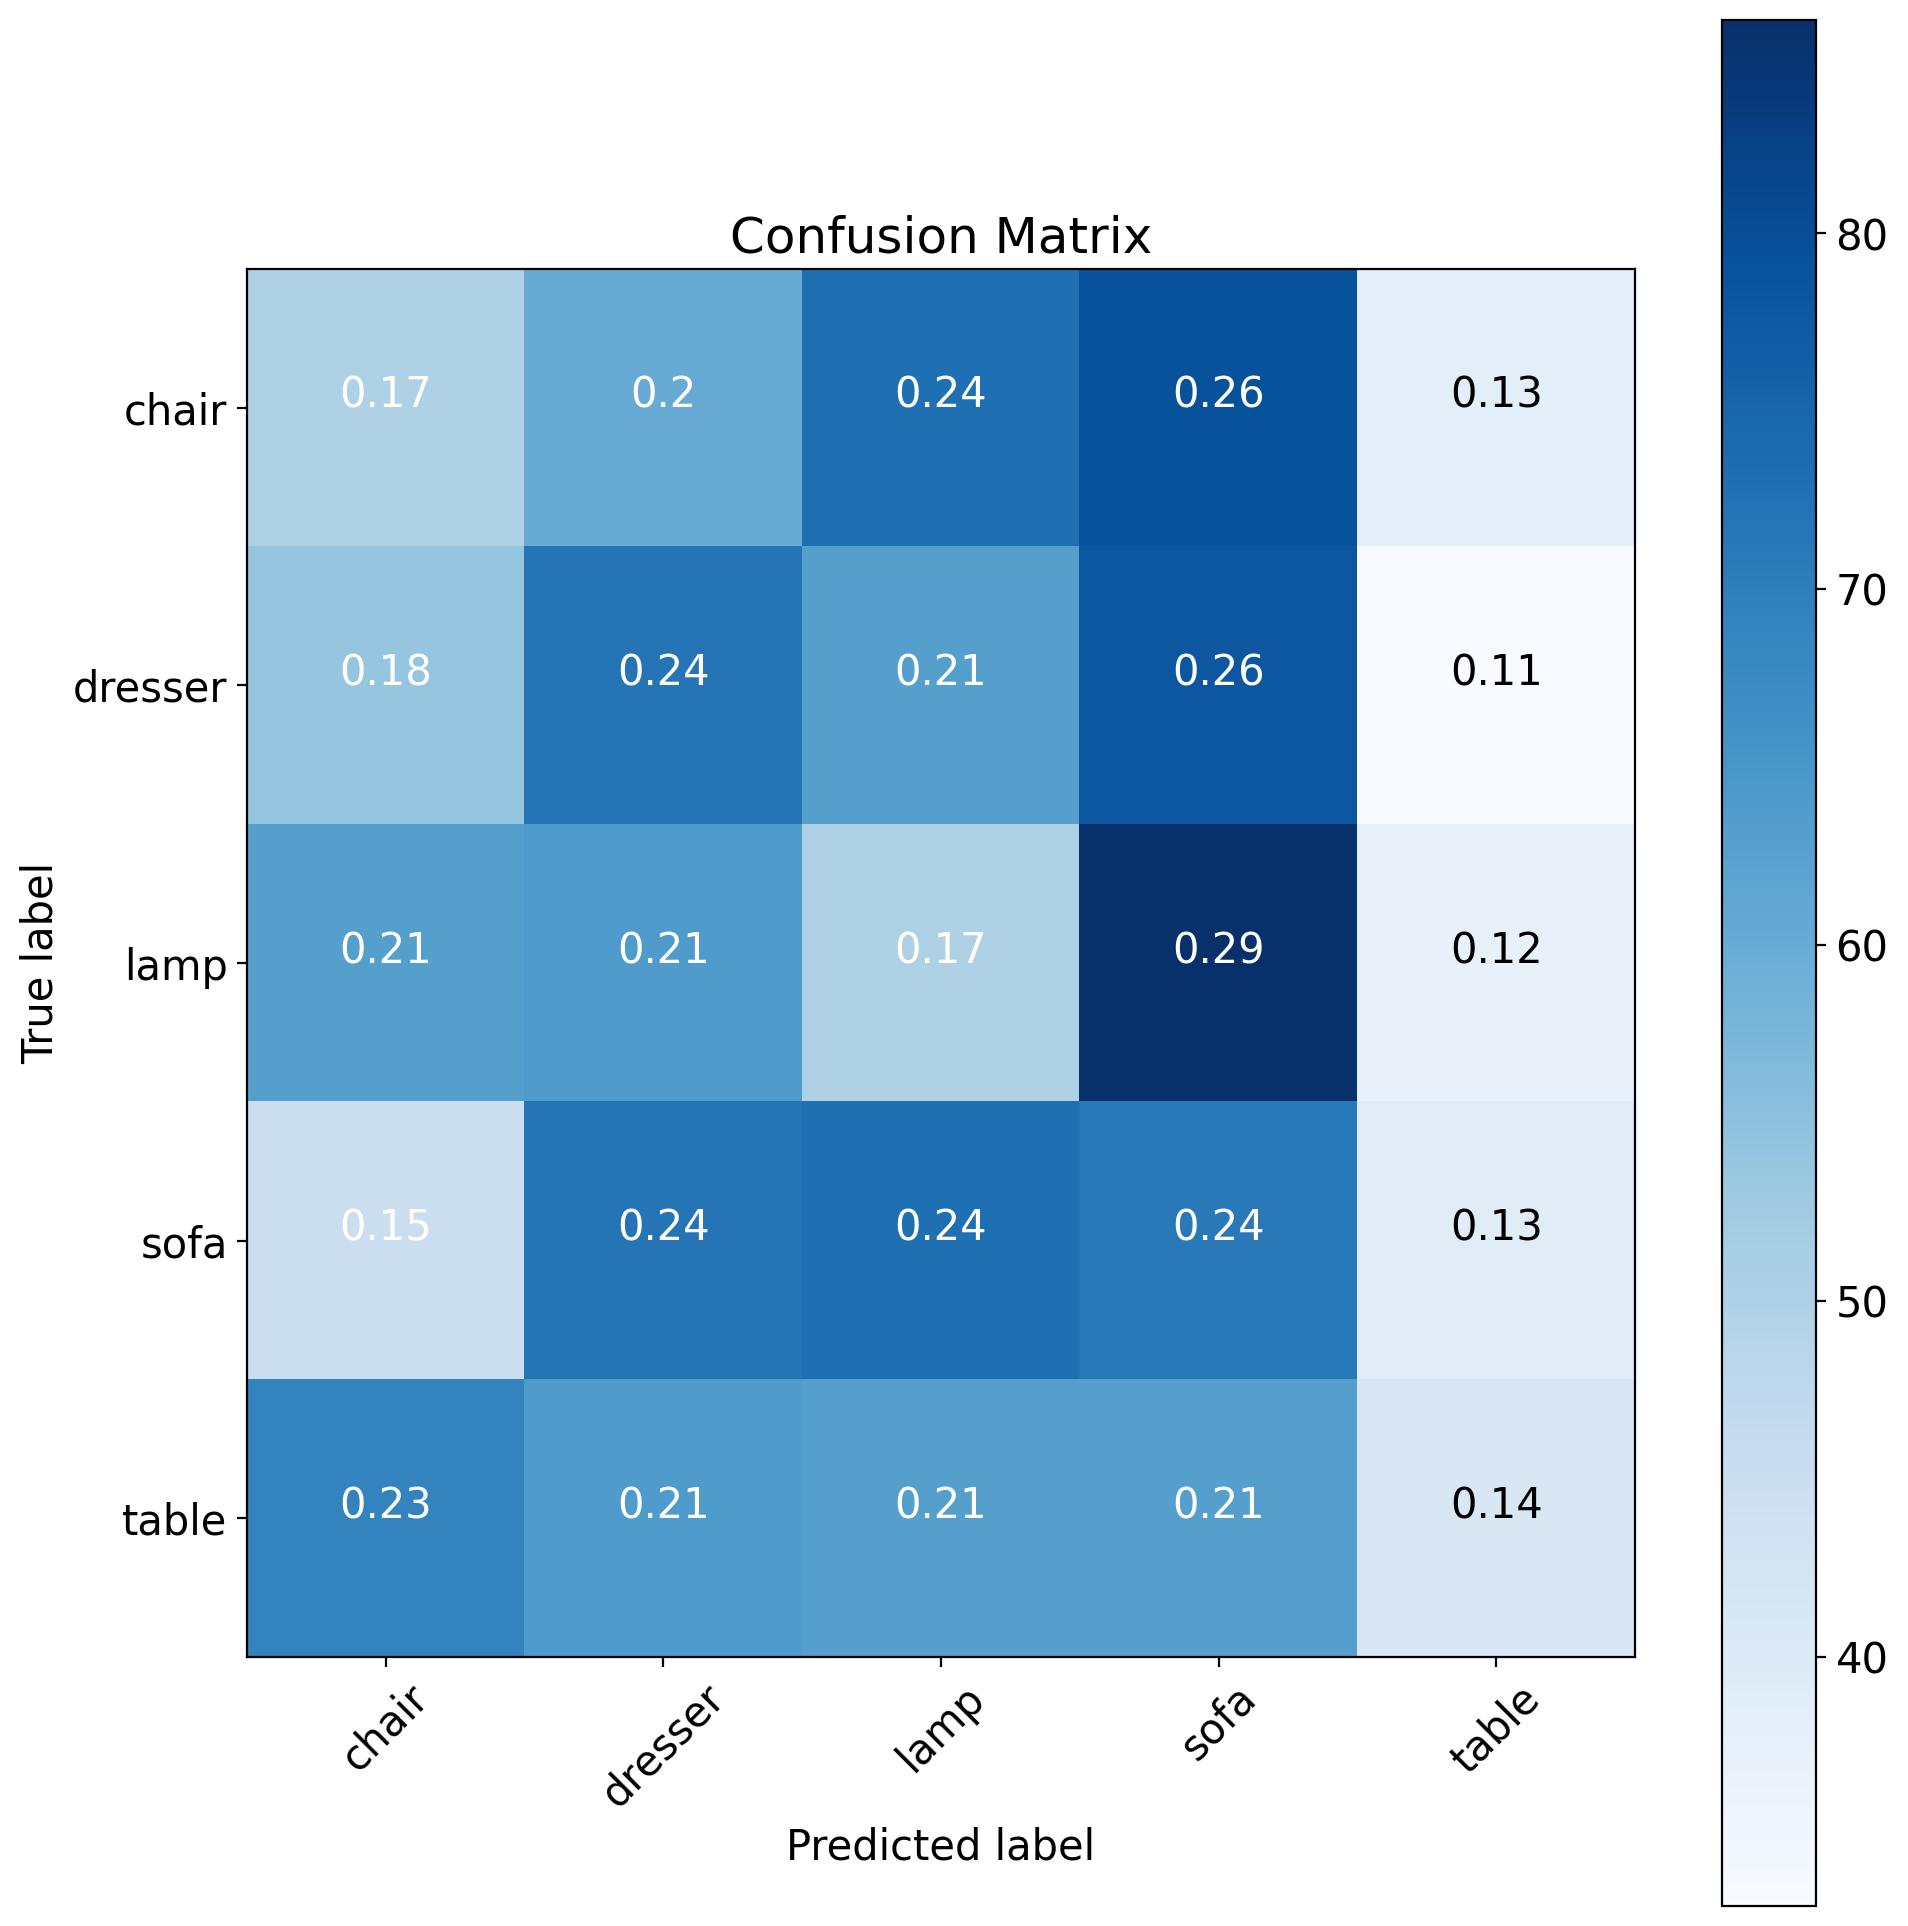 Confusion Matrix
80
70
60
50
40
True label
chair 0.17 0.2 0.24 0.26 0.13
dresser 0.18 0.24 0.21 0.26 0.11
lamp 0.21 0.21 0.17 0.29 0.12
sofa 0.15 0.24 0.24 0.24 0.13
table 0.23 0.21 0.21 0.21 0.14
chair dresser lamp sofa table
Predicted label